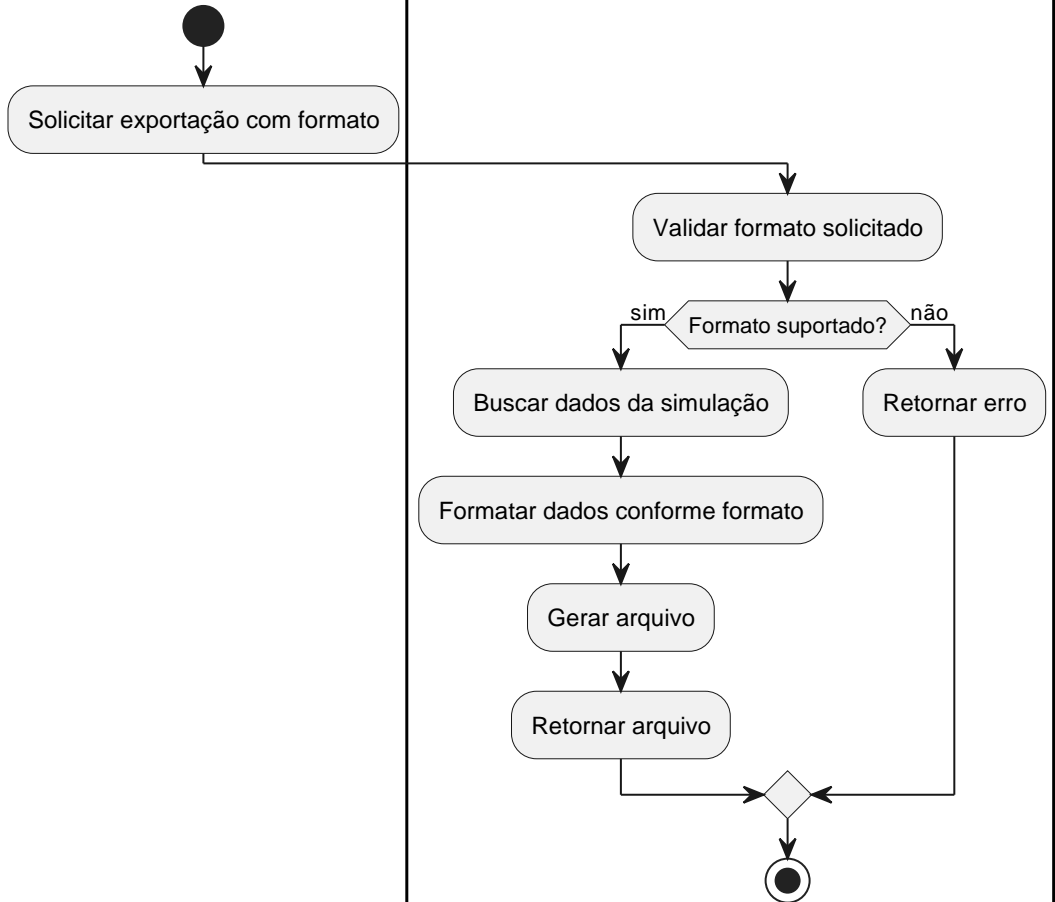 Solicitar exportação com formato
Validar formato solicitado
sim
Formato suportado?
não
Buscar dados da simulação
Retornar erro
Formatar dados conforme formato
Gerar arquivo
Retornar arquivo